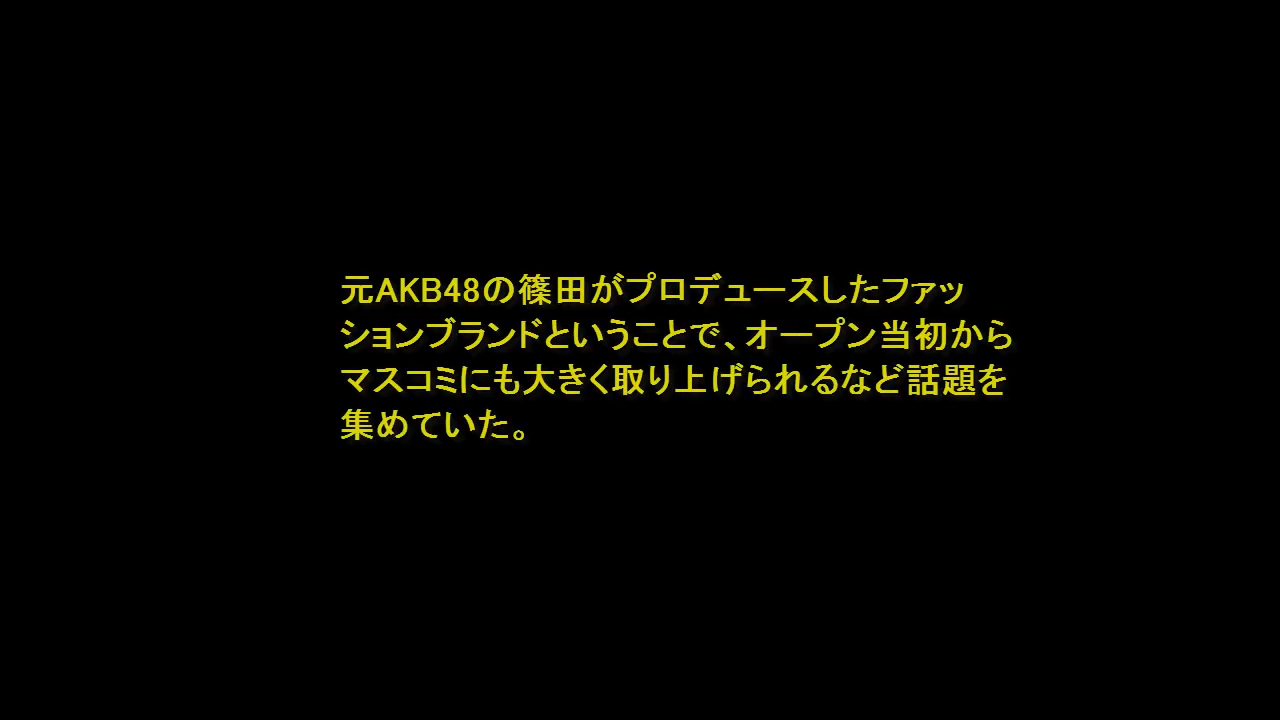 元AKB48の篠田がプロデュースしたファッ
ションブランドということで、オープン当初から
マスコミにも大きく取り上げられるなど話題を
集めていた。